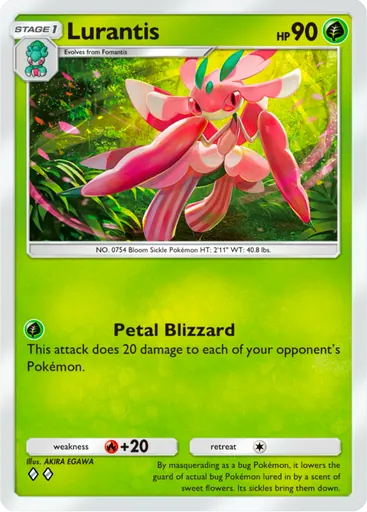 STAGE 1
Lurantis
HP 90
Evolves from Fomantis
NO. 0754 Bloom Sickle Pokémon HT: 2'11" WT: 40.8 lbs.
Petal Blizzard
This attack does 20 damage to each of your opponent's
Pokémon.
weakness +20 retreat
Illus. AKIRA EGAWA
By masquerading as a bug Pokémon, it lowers the
guard of actual bug Pokémon lured in by a scent of
sweet flowers. Its sickles bring them down.